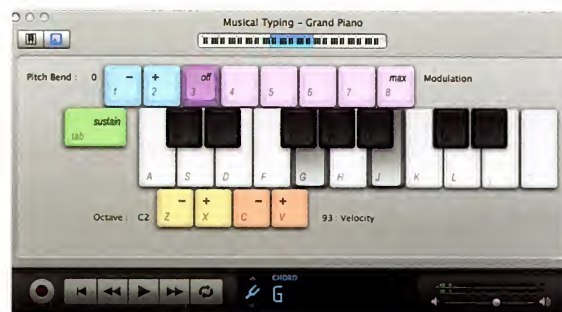 Musical Typing – Grand Piano
Pitch Bend : 0 – 1 + 2 off 3 4 5 6 7 max 8 Modulation
sustain
tab
A S D F G H J K L
Octave : C2 – Z + X – C + V 93 : Velocity
CHORD
G